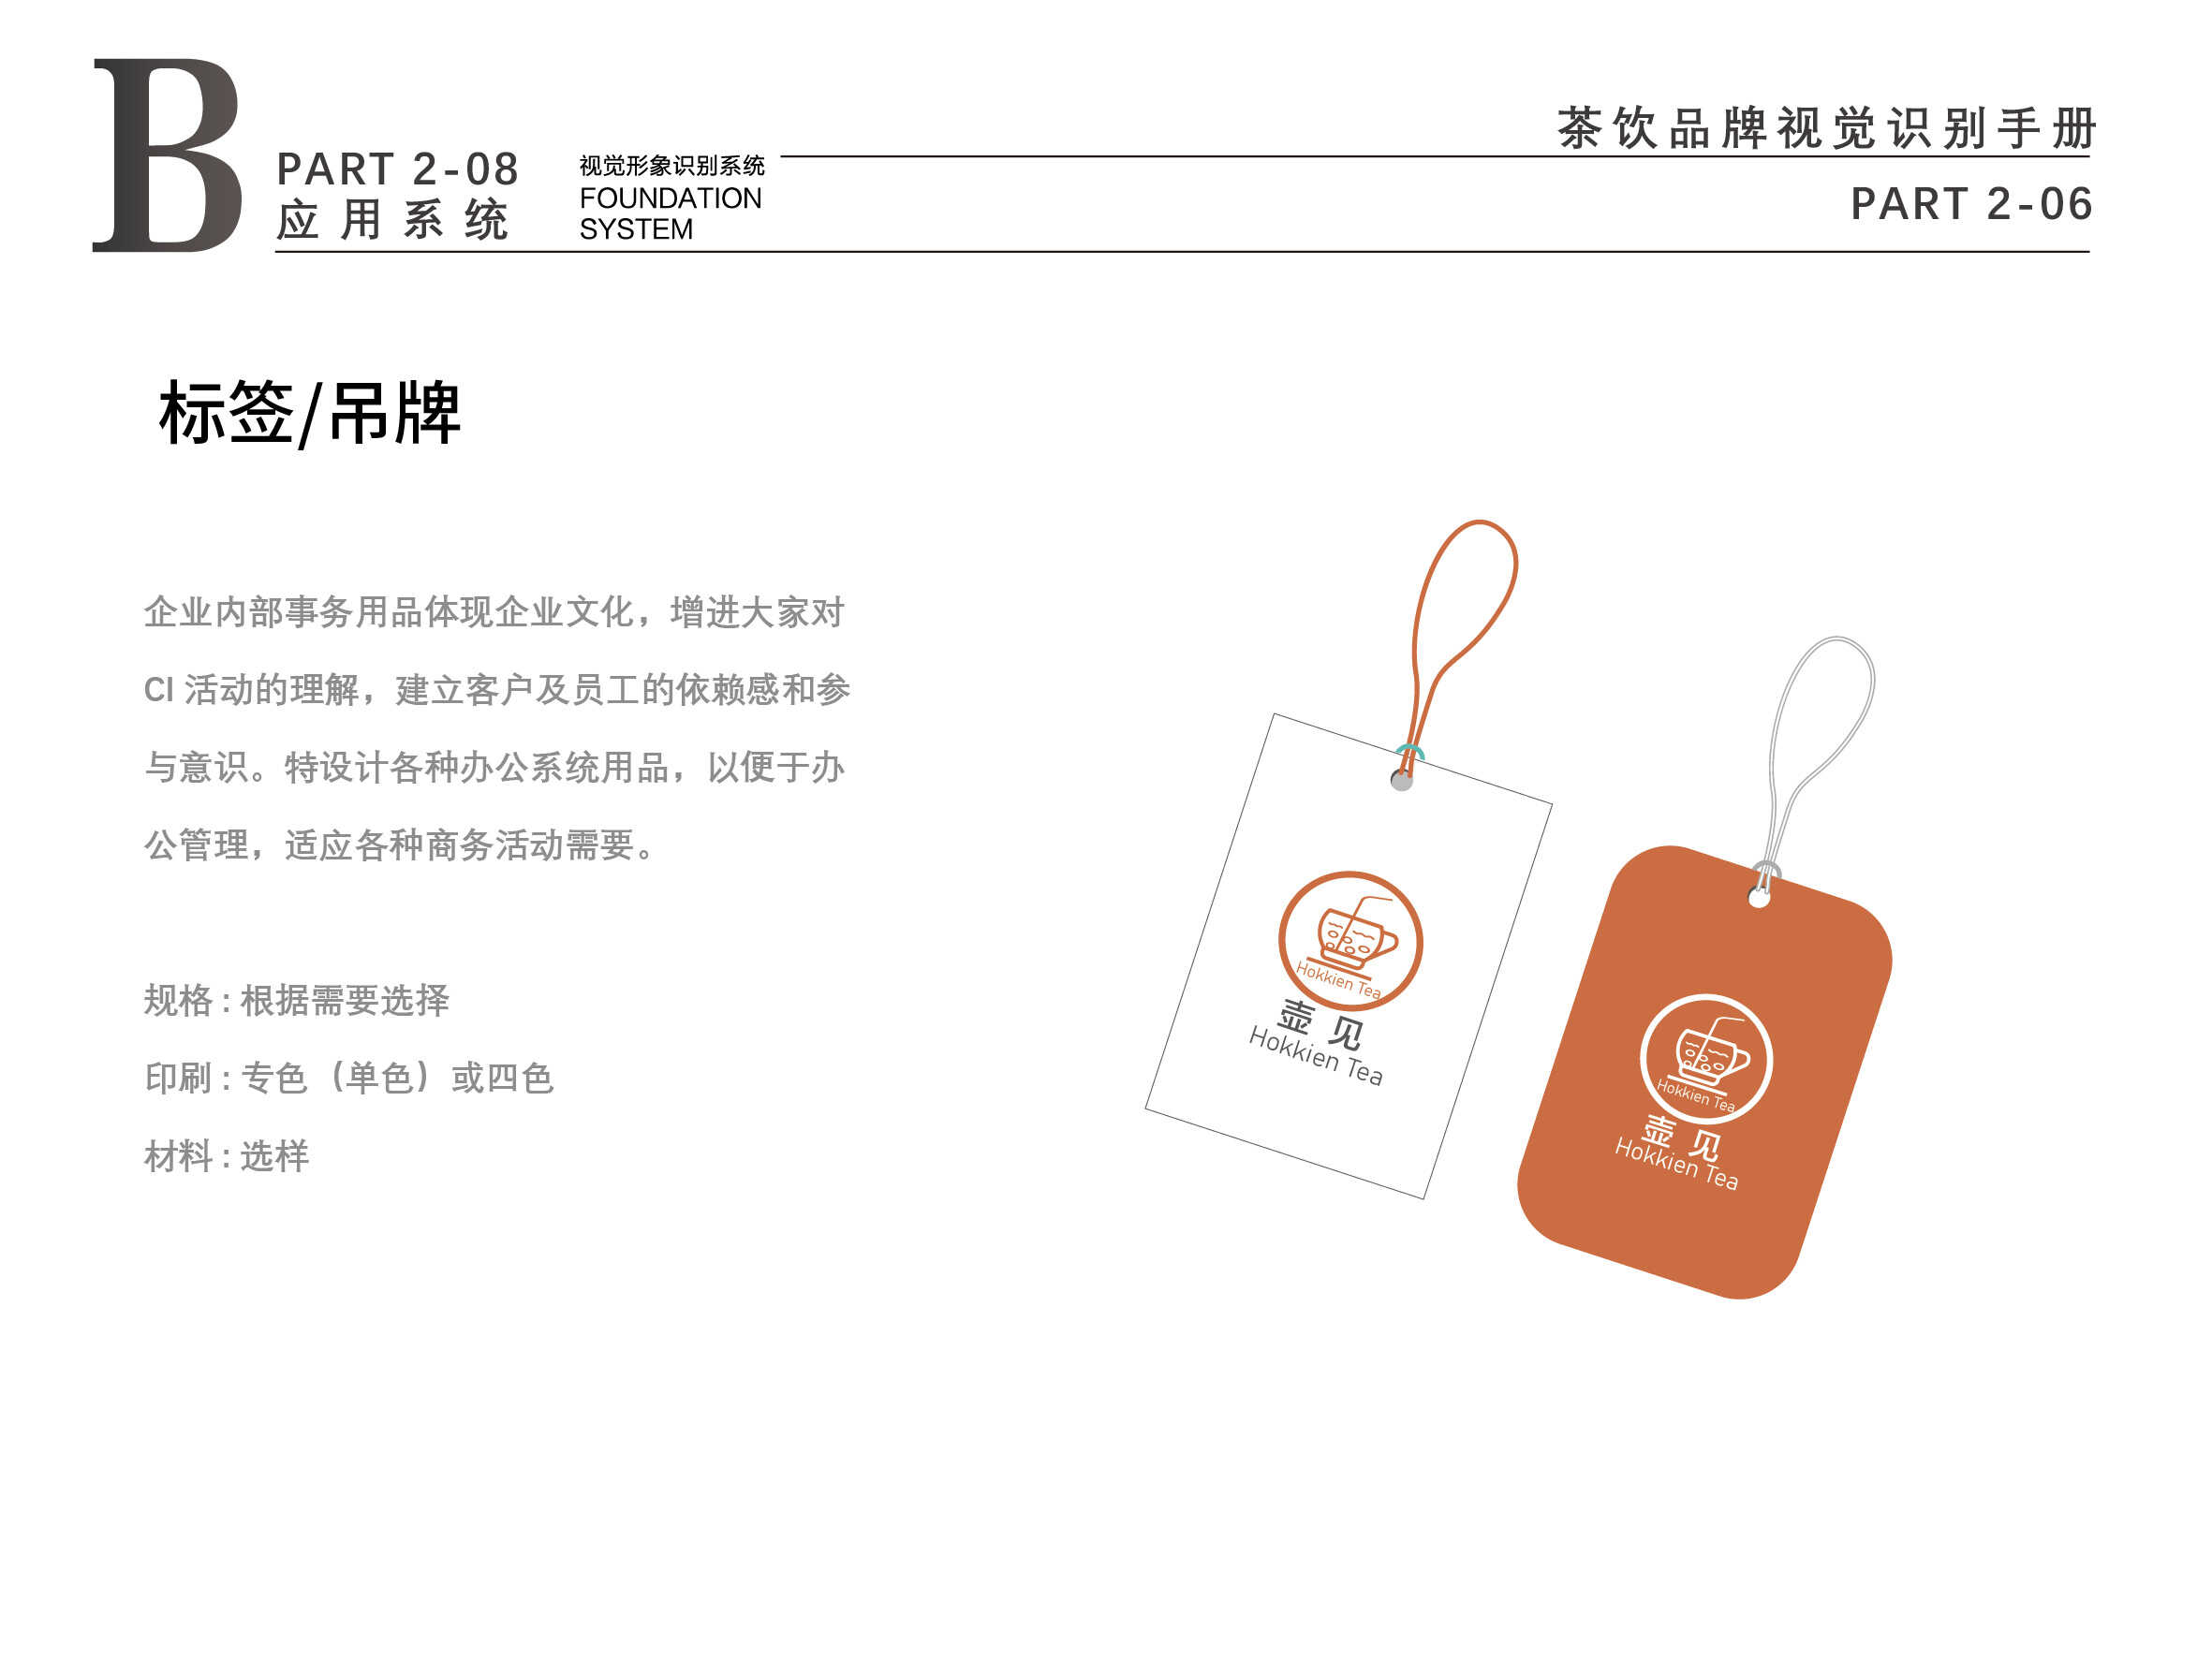 B
PART 2-08
应用系统
视觉形象识别系统
FOUNDATION
SYSTEM
茶饮品牌视觉识别手册
PART 2-06
标签/吊牌
企业内部事务用品体现企业文化，增进大家对
CI 活动的理解，建立客户及员工的依赖感和参
与意识。特设计各种办公系统用品，以便于办
公管理，适应各种商务活动需要。
规格 : 根据需要选择
印刷 : 专色（单色）或四色
材料 : 选样
Hokkien Tea
壶见
Hokkien Tea
Hokkien Tea
壶见
Hokkien Tea